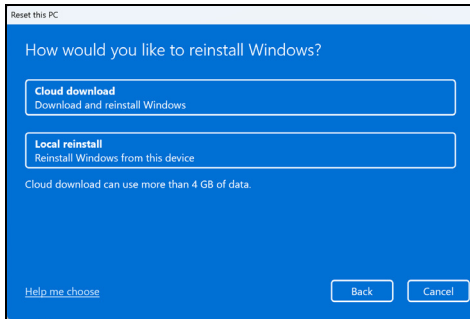 Reset this PC
How would you like to reinstall Windows?
Cloud download
Download and reinstall Windows
Local reinstall
Reinstall Windows from this device
Cloud download can use more than 4 GB of data.
Help me choose
Back
Cancel